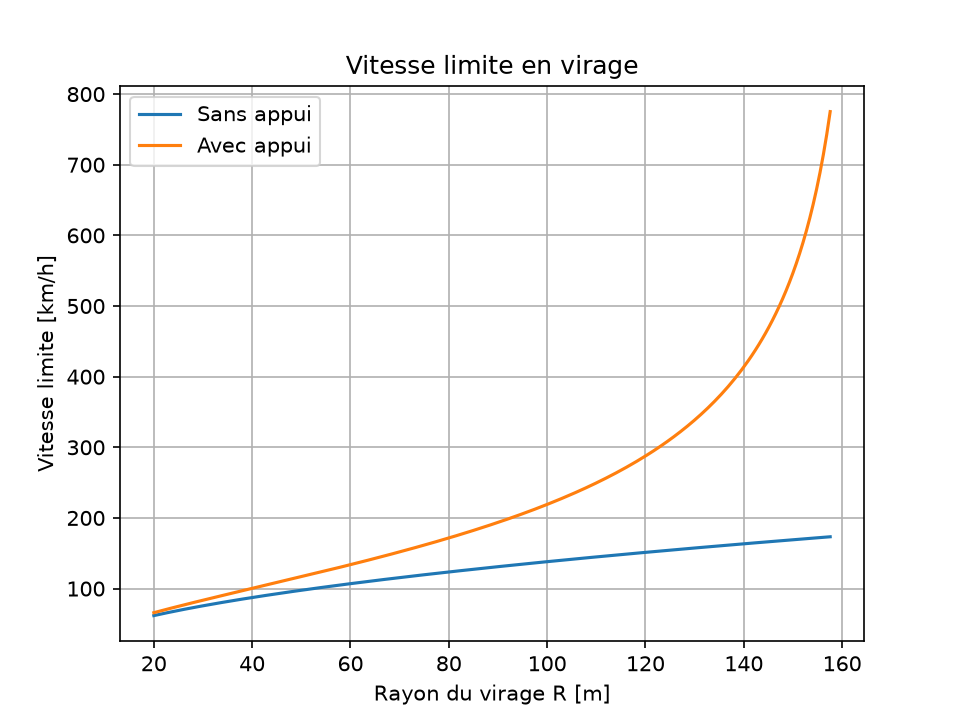 Vitesse limite en virage
Sans appui
Avec appui
800
700
600
500
400
300
200
100
Vitesse limite [km/h]
20 40 60 80 100 120 140 160
Rayon du virage R [m]